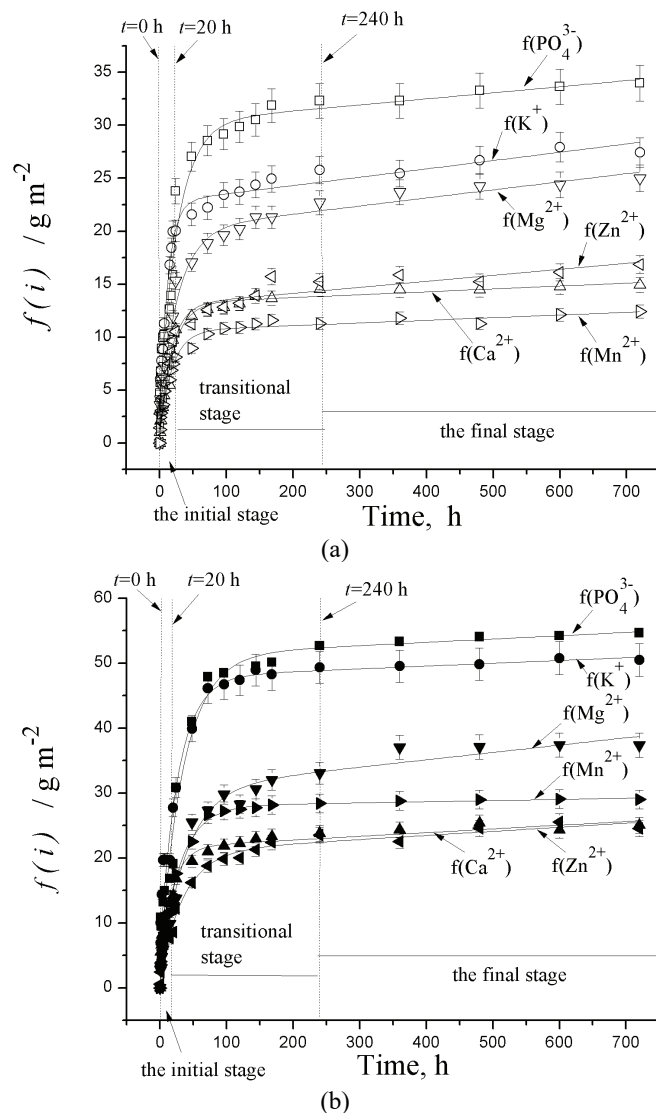 t=0 h
t=20 h
t=240 h
f(PO₄³⁻)
f(K⁺)
f(Mg²⁺)
f(Zn²⁺)
f(Ca²⁺)
f(Mn²⁺)
f(i) / g m⁻²
35
30
25
20
15
10
5
0
transitional
stage
the final stage
0 100 200 300 400 500 600 700
the initial stage
Time, h
(a)
t=0 h
t=20 h
t=240 h
f(PO₄³⁻)
f(K⁺)
f(Mg²⁺)
f(Mn²⁺)
f(Ca²⁺)
f(Zn²⁺)
f(i) / g m⁻²
60
50
40
30
20
10
0
transitional
stage
the final stage
0 100 200 300 400 500 600 700
the initial stage
Time, h
(b)